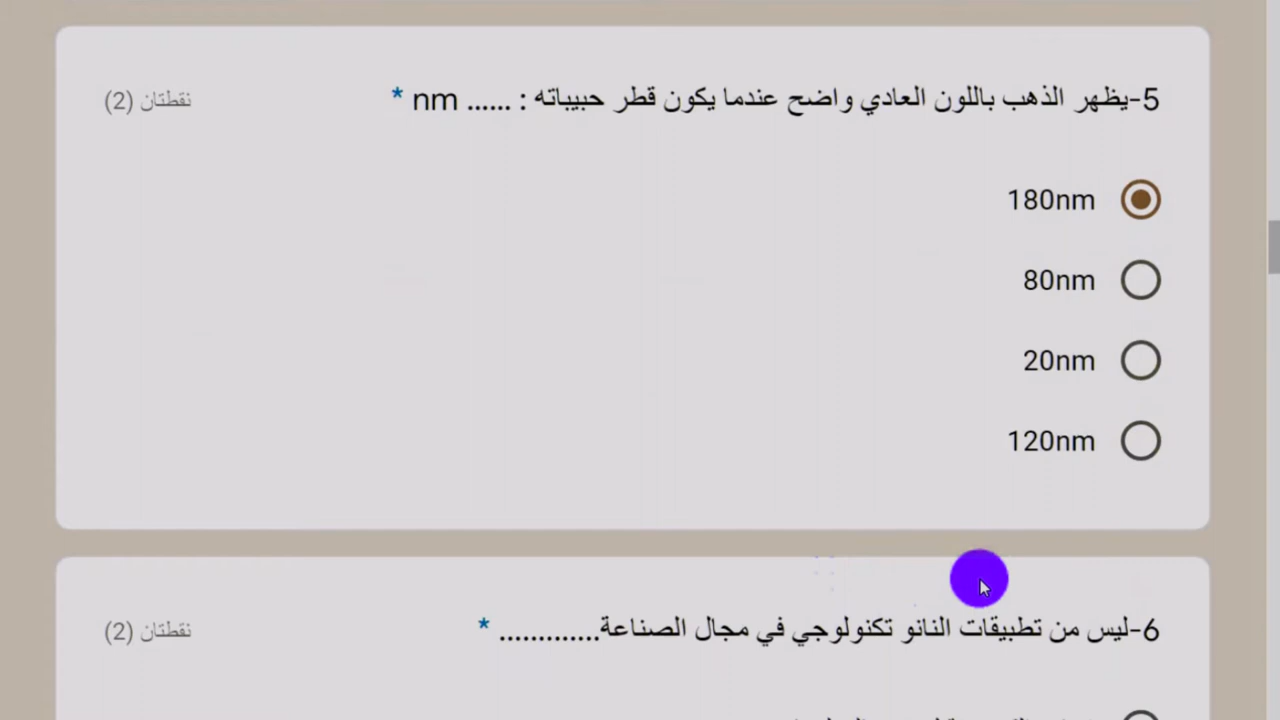 5-يظهر الذهب باللون العادي واضح عندما يكون قطر حبيباته : ...... nm *
نقطتان (2)
180nm
80nm
20nm
120nm
6-ليس من تطبيقات النانو تكنولوجي في مجال الصناعة............. *
نقطتان (2)